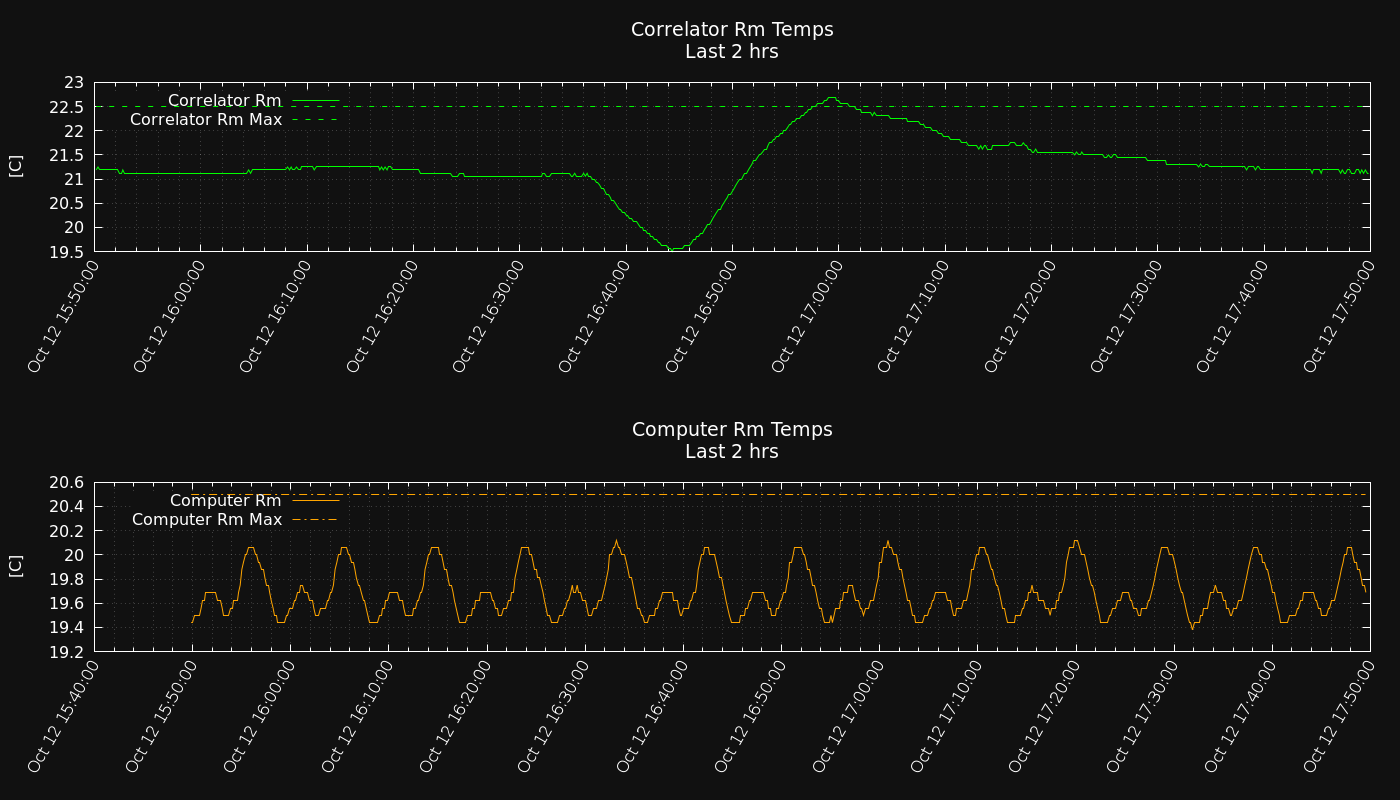 Correlator Rm Temps
Last 2 hrs
[C]
23
22.5
22
21.5
21
20.5
20
19.5
Correlator Rm
Correlator Rm Max
Oct 12 15:50:00
Oct 12 16:00:00
Oct 12 16:10:00
Oct 12 16:20:00
Oct 12 16:30:00
Oct 12 16:40:00
Oct 12 16:50:00
Oct 12 17:00:00
Oct 12 17:10:00
Oct 12 17:20:00
Oct 12 17:30:00
Oct 12 17:40:00
Oct 12 17:50:00
Computer Rm Temps
Last 2 hrs
[C]
20.6
20.4
20.2
20
19.8
19.6
19.4
19.2
Computer Rm
Computer Rm Max
Oct 12 15:40:00
Oct 12 15:50:00
Oct 12 16:00:00
Oct 12 16:10:00
Oct 12 16:20:00
Oct 12 16:30:00
Oct 12 16:40:00
Oct 12 16:50:00
Oct 12 17:00:00
Oct 12 17:10:00
Oct 12 17:20:00
Oct 12 17:30:00
Oct 12 17:40:00
Oct 12 17:50:00